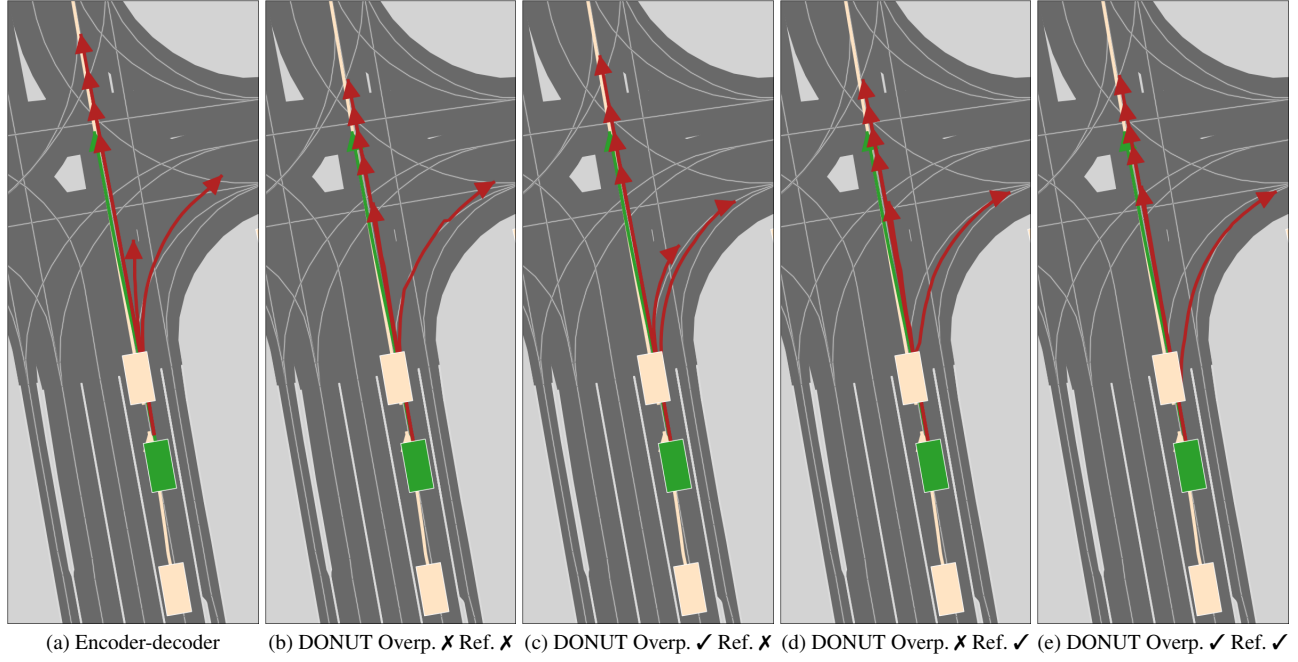 (a) Encoder-decoder
(b) DONUT Overp. ✗ Ref. ✗
(c) DONUT Overp. ✓ Ref. ✗
(d) DONUT Overp. ✗ Ref. ✓
(e) DONUT Overp. ✓ Ref. ✓